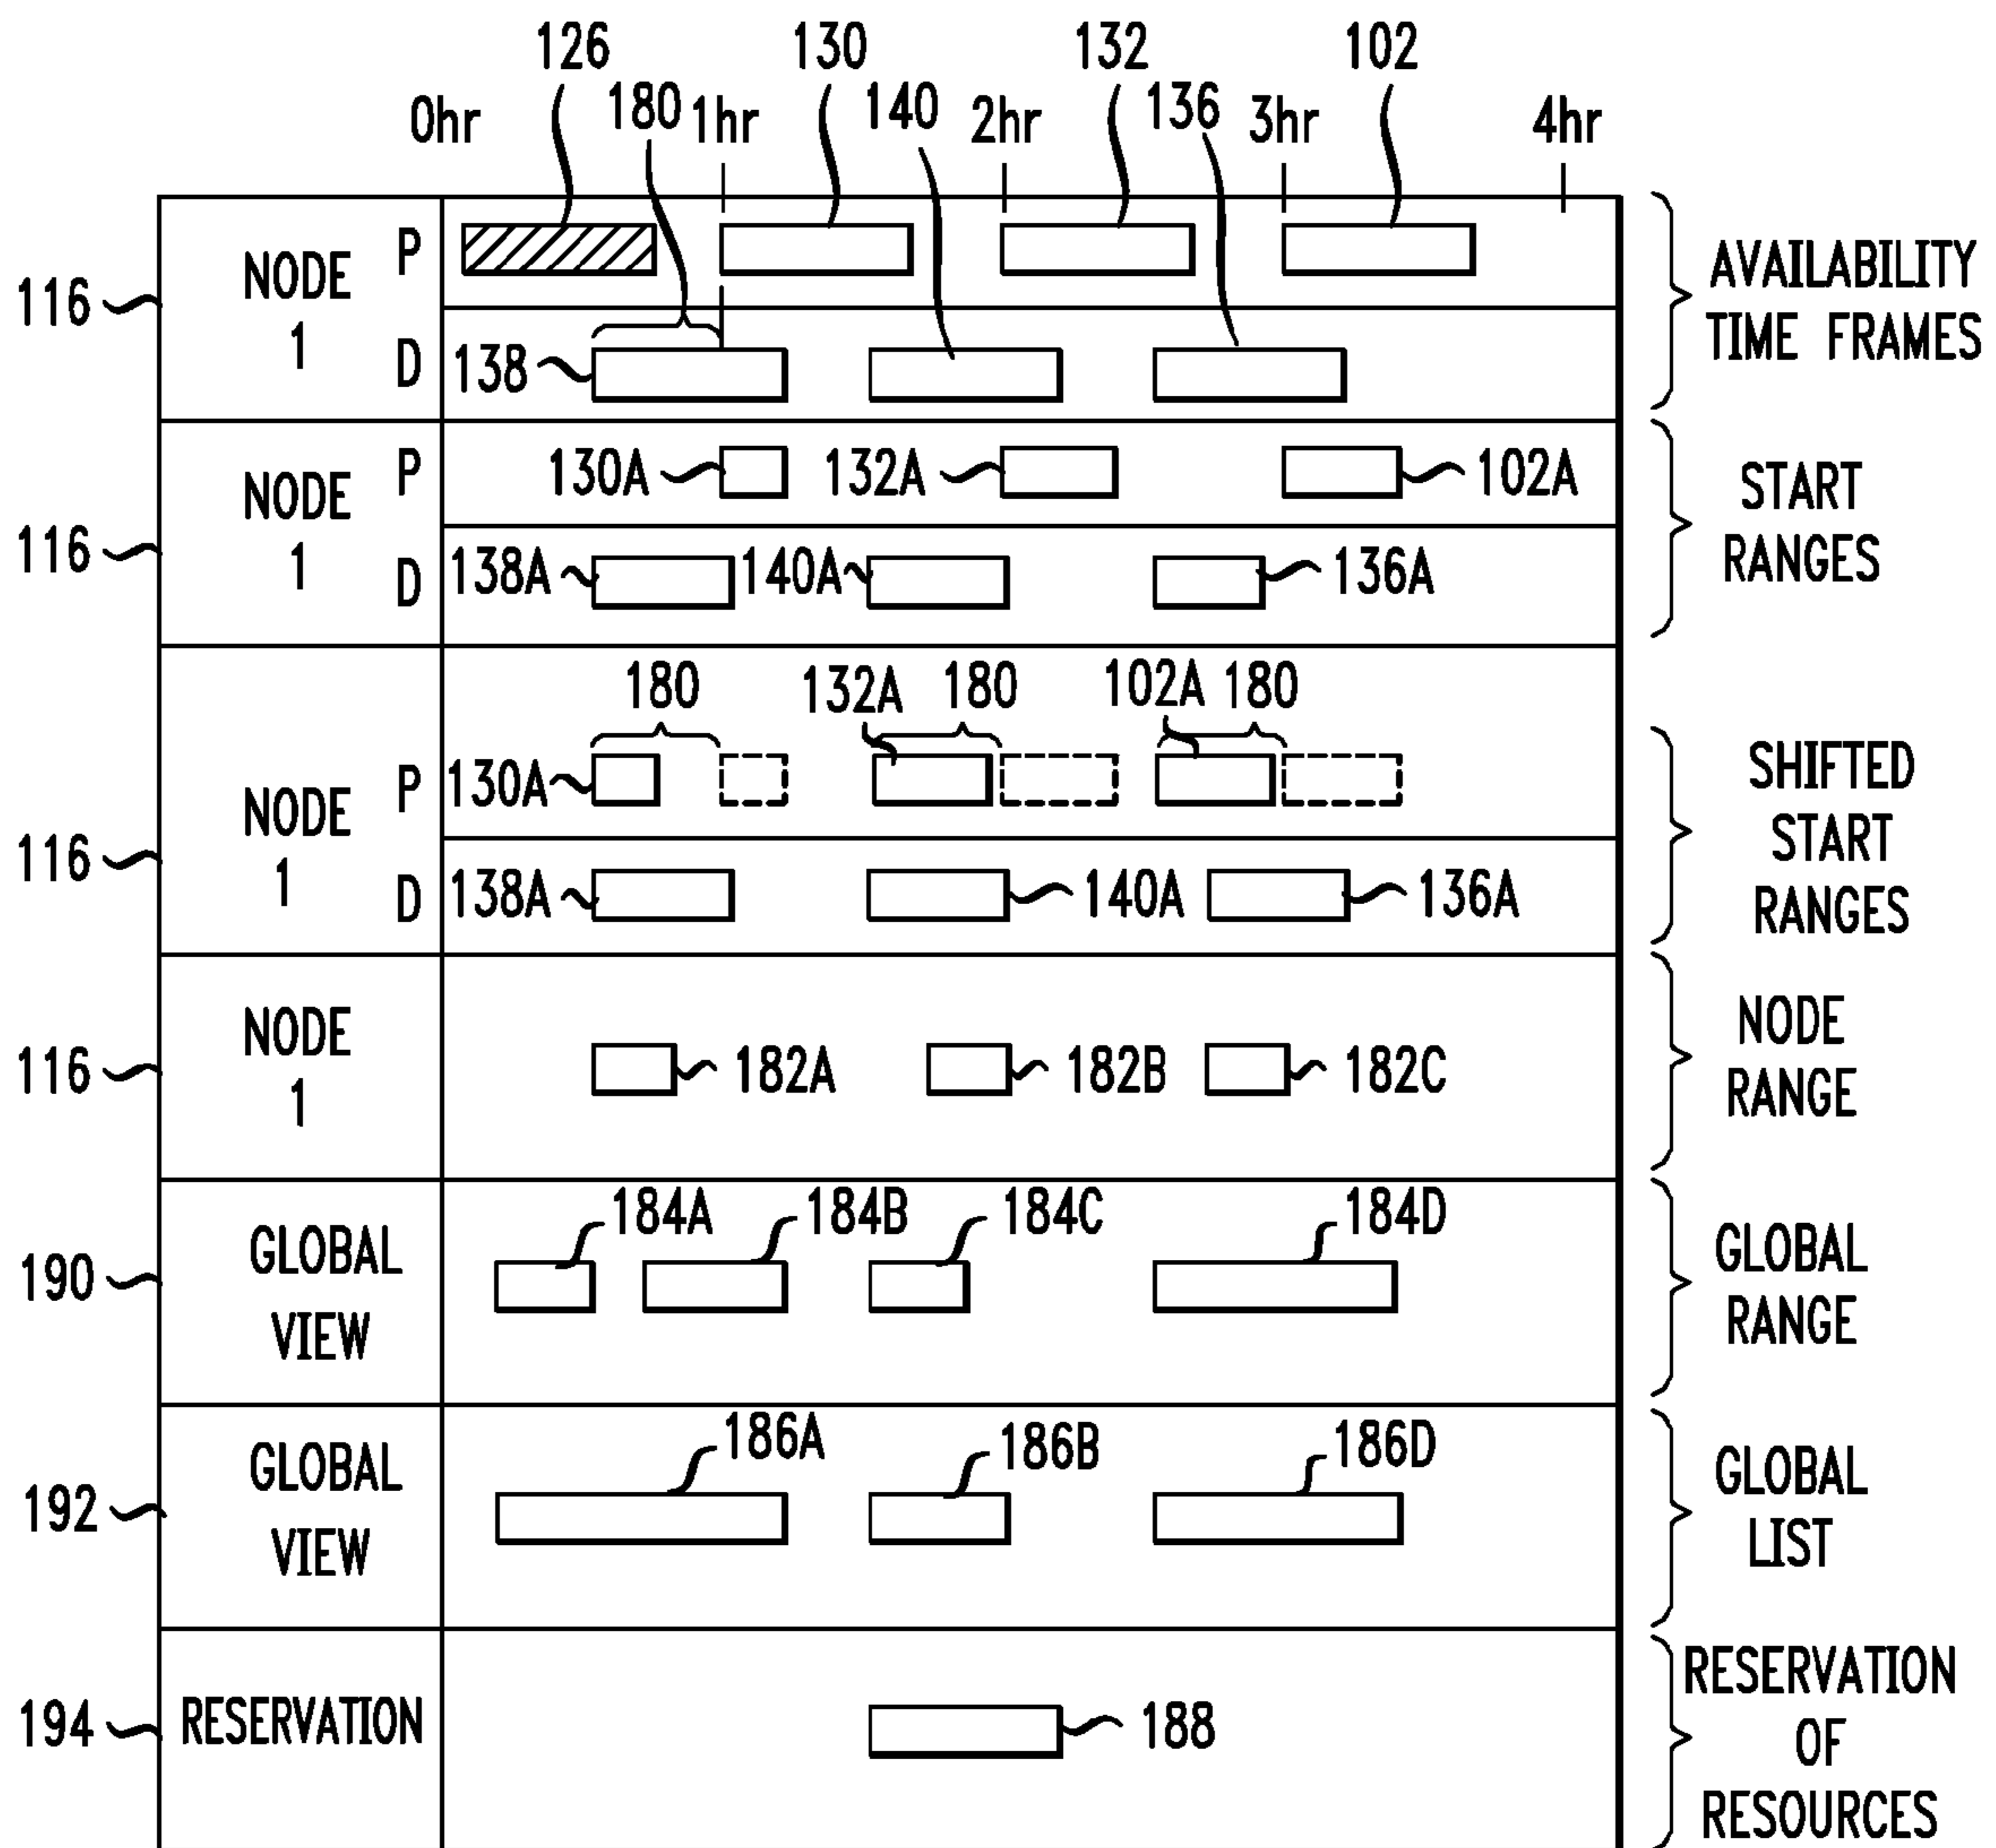 126 130 132 102
0hr 180 1hr 140 2hr 136 3hr 4hr
116 NODE 1 P
D 138
AVAILABILITY
TIME FRAMES
116 NODE 1 P 130A 132A 102A
D 138A 140A 136A
START
RANGES
180 132A 180 102A 180
116 NODE 1 P 130A
D 138A 140A 136A
SHIFTED
START
RANGES
116 NODE 1 182A 182B 182C
NODE
RANGE
184A 184B 184C 184D
190 GLOBAL
VIEW
GLOBAL
RANGE
186A 186B 186D
192 GLOBAL
VIEW
GLOBAL
LIST
194 RESERVATION 188
RESERVATION
OF
RESOURCES